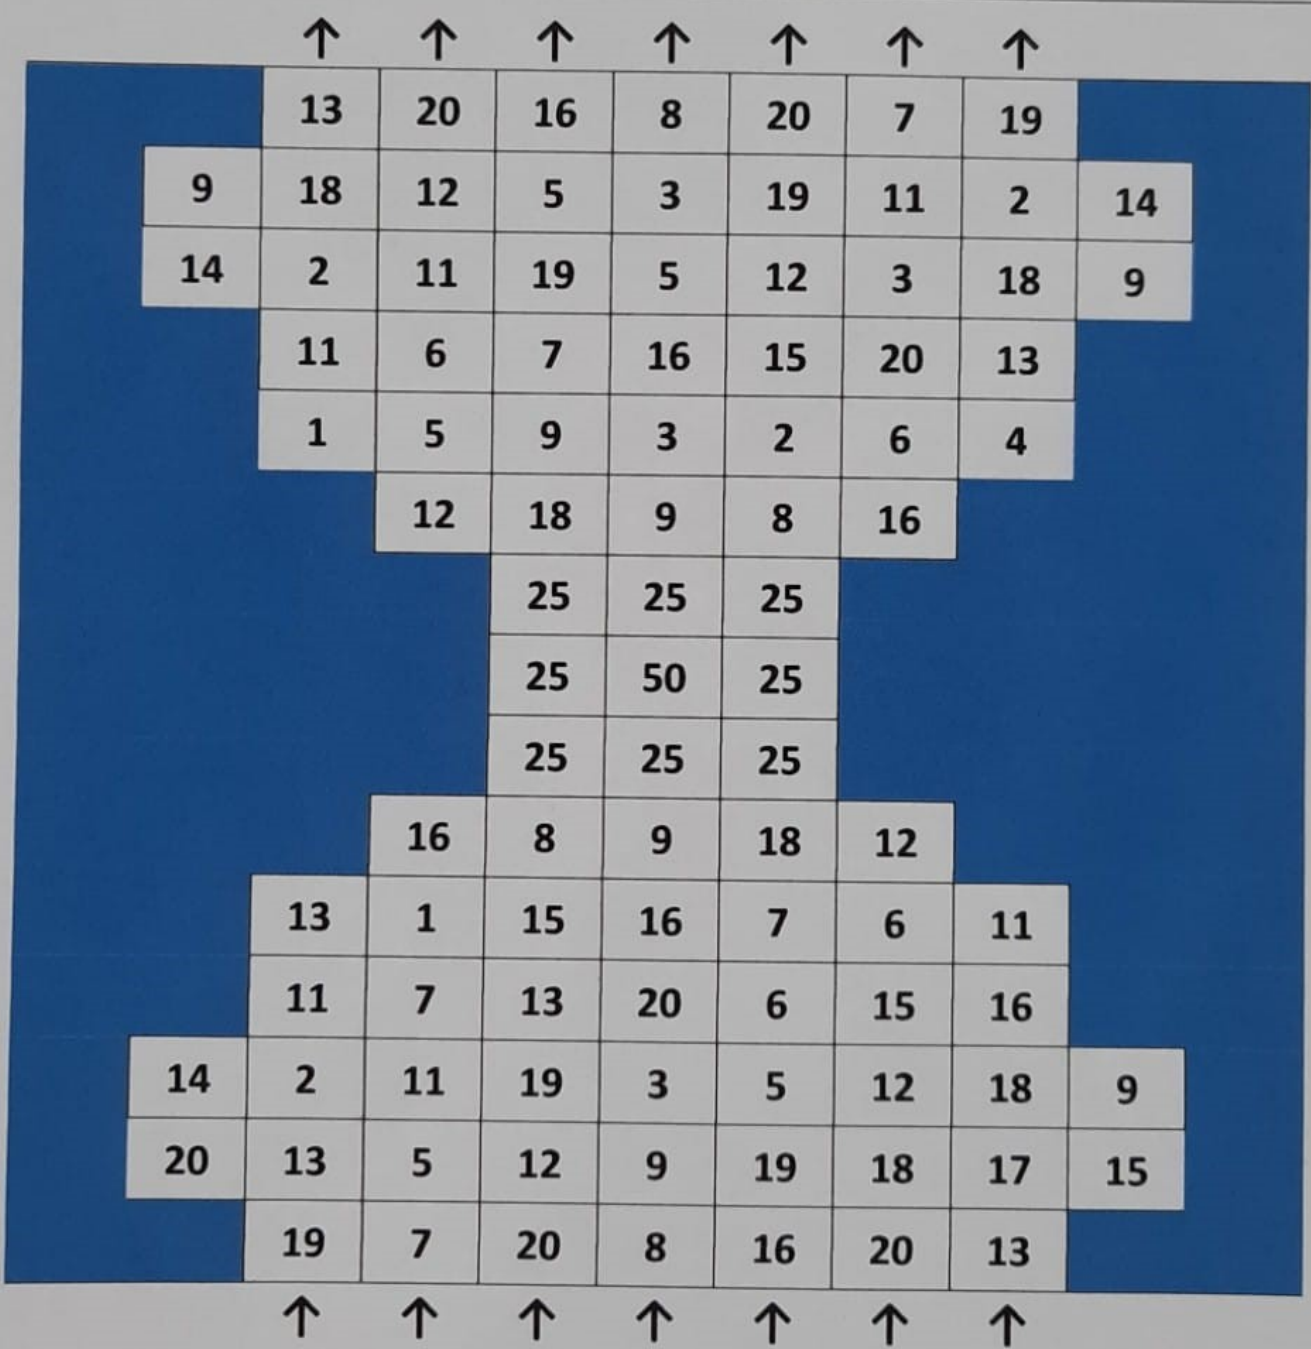 ↑ ↑ ↑ ↑ ↑ ↑ ↑
13 20 16 8 20 7 19
9 18 12 5 3 19 11 2 14
14 2 11 19 5 12 3 18 9
11 6 7 16 15 20 13
1 5 9 3 2 6 4
12 18 9 8 16
25 25 25
25 50 25
25 25 25
16 8 9 18 12
13 1 15 16 7 6 11
11 7 13 20 6 15 16
14 2 11 19 3 5 12 18 9
20 13 5 12 9 19 18 17 15
19 7 20 8 16 20 13
↑ ↑ ↑ ↑ ↑ ↑ ↑